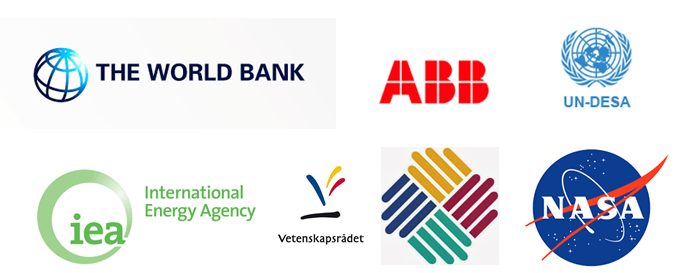 THE WORLD BANK
ABB
UN-DESA
iea
International
Energy Agency
Vetenskapsrådet
NASA